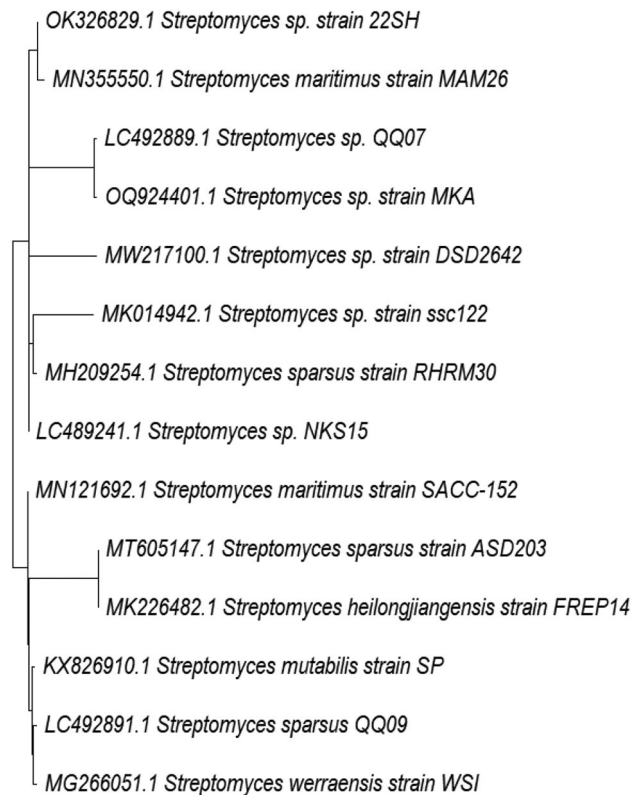 OK326829.1 Streptomyces sp. strain 22SH
MN355550.1 Streptomyces maritimus strain MAM26
LC492889.1 Streptomyces sp. QQ07
OQ924401.1 Streptomyces sp. strain MKA
MW217100.1 Streptomyces sp. strain DSD2642
MK014942.1 Streptomyces sp. strain ssc122
MH209254.1 Streptomyces sparsus strain RHRM30
LC489241.1 Streptomyces sp. NKS15
MN121692.1 Streptomyces maritimus strain SACC-152
MT605147.1 Streptomyces sparsus strain ASD203
MK226482.1 Streptomyces heilongjiangensis strain FREP14
KX826910.1 Streptomyces mutabilis strain SP
LC492891.1 Streptomyces sparsus QQ09
MG266051.1 Streptomyces werraensis strain WSI